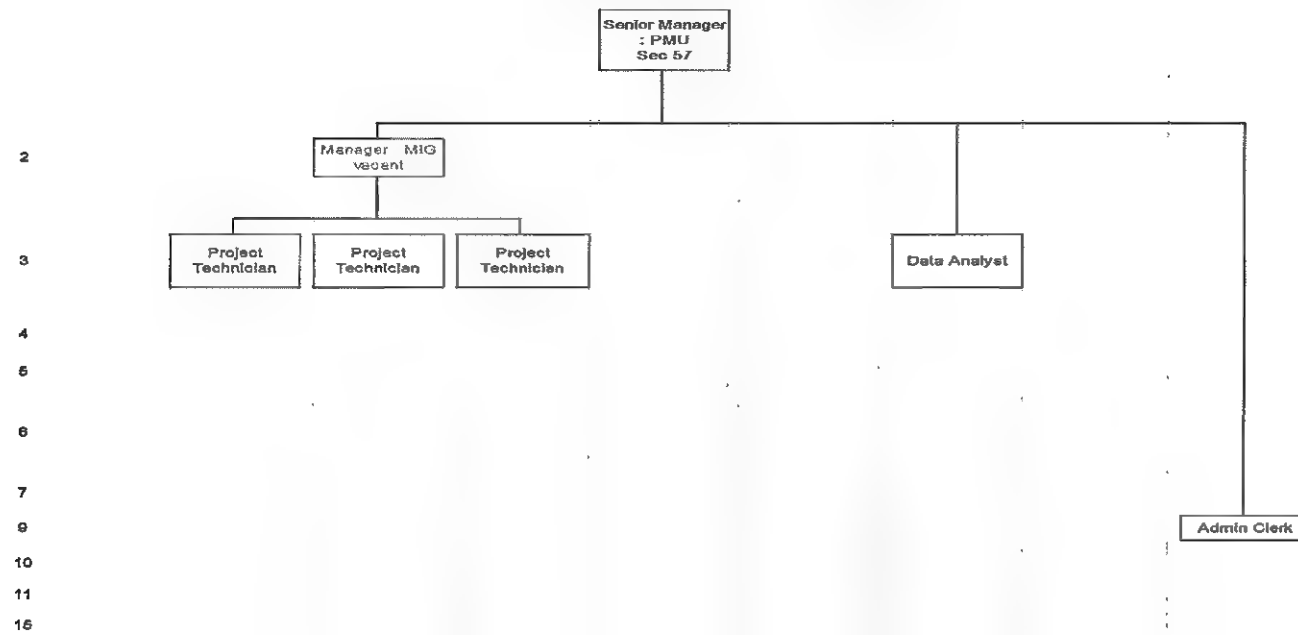 Senior Manager
: PMU
Sec 57
2
Manager MIG
vacant
3
Project
Technician
Project
Technician
Project
Technician
Data Analyst
4
5
6
7
9
Admin Clerk
10
11
15